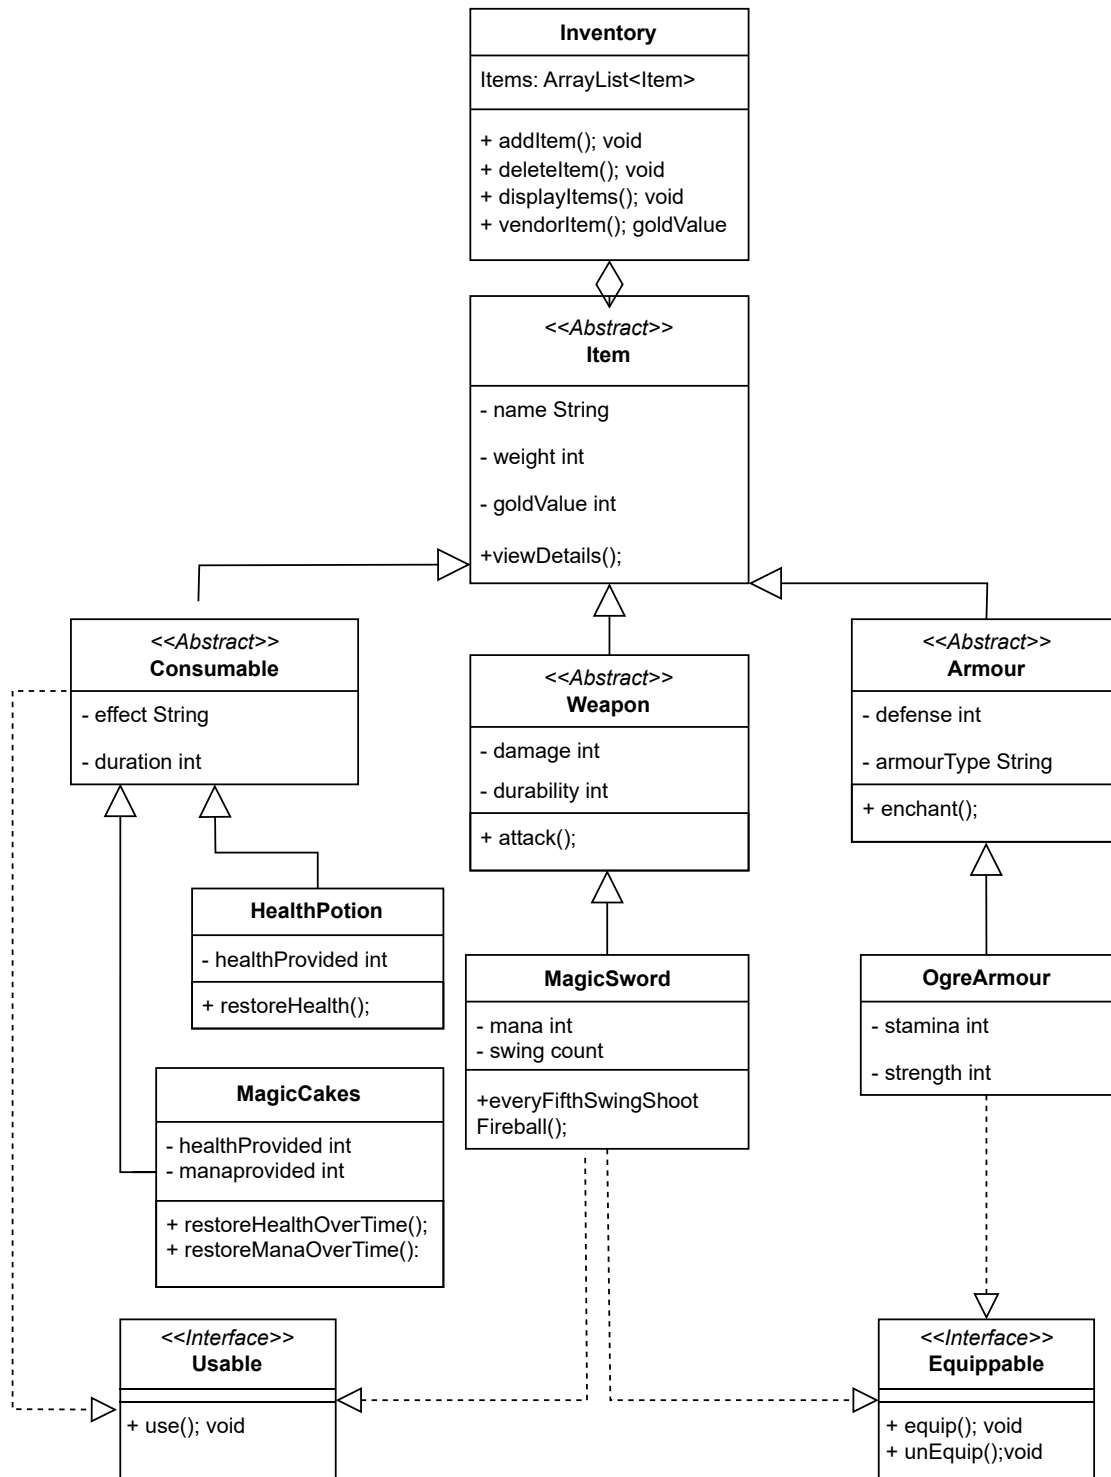 Inventory
Items: ArrayList<Item>
+ addItem(); void
+ deleteItem(); void
+ displayItems(); void
+ vendorItem(); goldValue
<<Abstract>>
Item
- name String
- weight int
- goldValue int
+viewDetails();
<<Abstract>>
Consumable
- effect String
- duration int
<<Abstract>>
Weapon
- damage int
- durability int
+ attack();
<<Abstract>>
Armour
- defense int
- armourType String
+ enchant();
HealthPotion
- healthProvided int
+ restoreHealth();
MagicSword
- mana int
- swing count
+everyFifthSwingShoot
Fireball();
OgreArmour
- stamina int
- strength int
MagicCakes
- healthProvided int
- manaprovided int
+ restoreHealthOverTime();
+ restoreManaOverTime():
<<Interface>>
Usable
+ use(); void
<<Interface>>
Equippable
+ equip(); void
+ unEquip();void